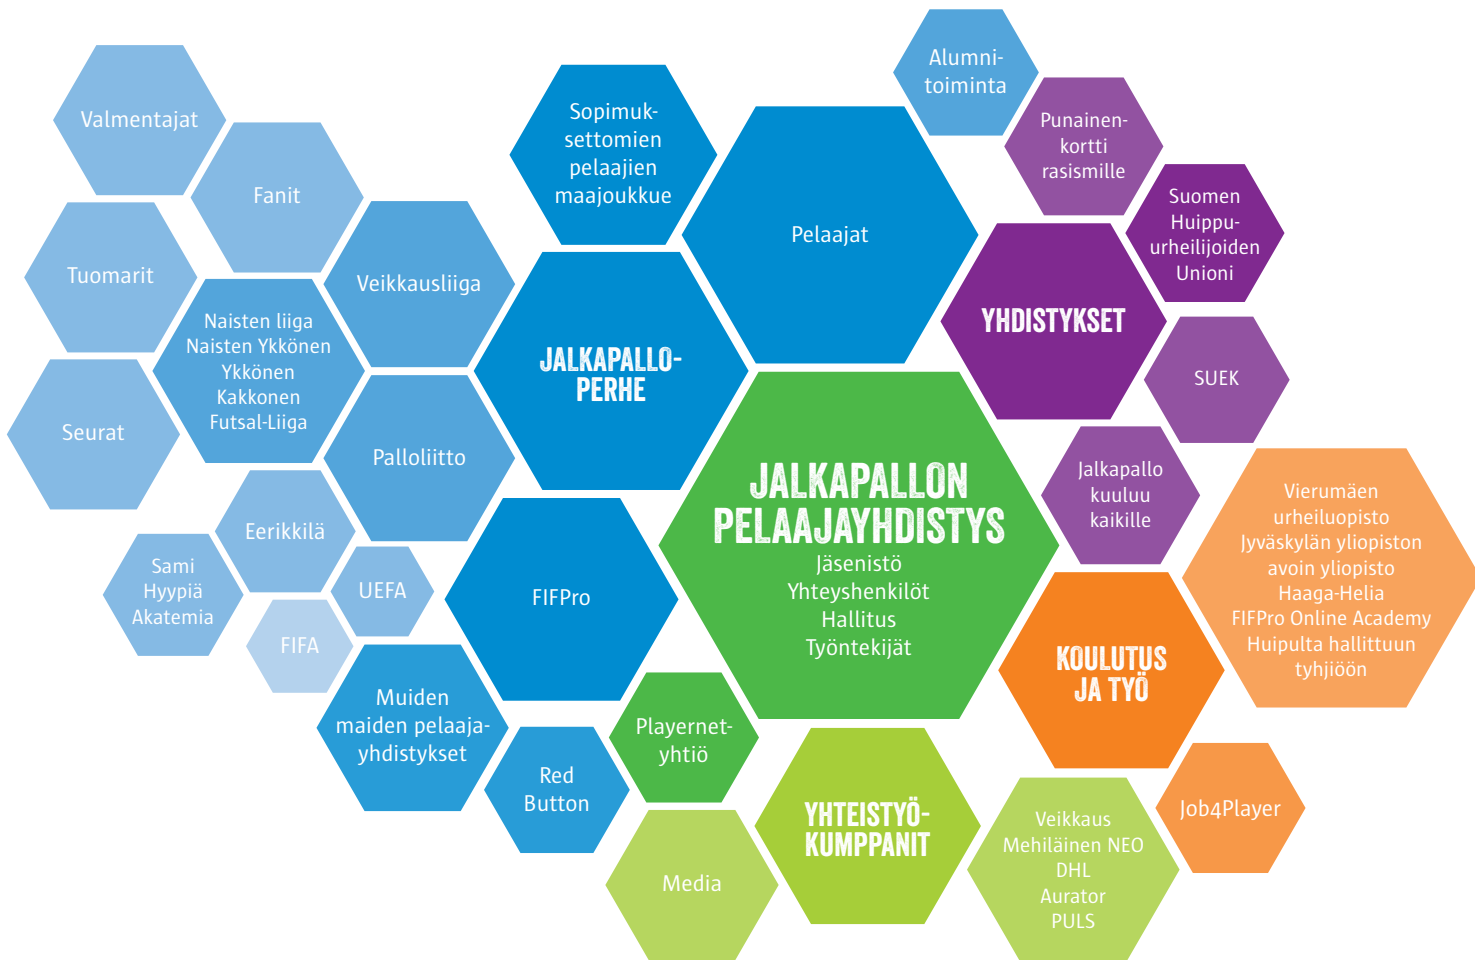 Alumni-
toiminta
Valmentajat
Sopimuk-
settomien
pelaajien
maajoukkue
Punainen-
kortti
rasismille
Fanit
Pelaajat
Suomen
Huippu-
urheilijoiden
Unioni
Tuomarit
Veikkausliiga
Naisten liiga
Naisten Ykkönen
Ykkönen
Kakkonen
Futsal-Liiga
YHDISTYKSET
JALKAPALLO-
PERHE
SUEK
Seurat
Palloliitto
JALKAPALLON
PELAAJAYHDISTYS
Jäsenistö
Yhteyshenkilöt
Hallitus
Työntekijät
Jalkapallo
kuuluu
kaikille
Vierumäen
urheiluopisto
Jyväskylän yliopiston
avoin yliopisto
Haaga-Helia
FIFPro Online Academy
Huipulta hallittuun
tyhjiöön
Eerikkilä
Sami
Hyypiä
Akatemia
UEFA
FIFPro
FIFA
KOULUTUS
JA TYÖ
Muiden
maiden pelaaja-
yhdistykset
Playernet-
yhtiö
Red
Button
YHTEISTYÖ-
KUMPPANIT
Job4Player
Veikkaus
Mehiläinen NEO
DHL
Aurator
PULS
Media